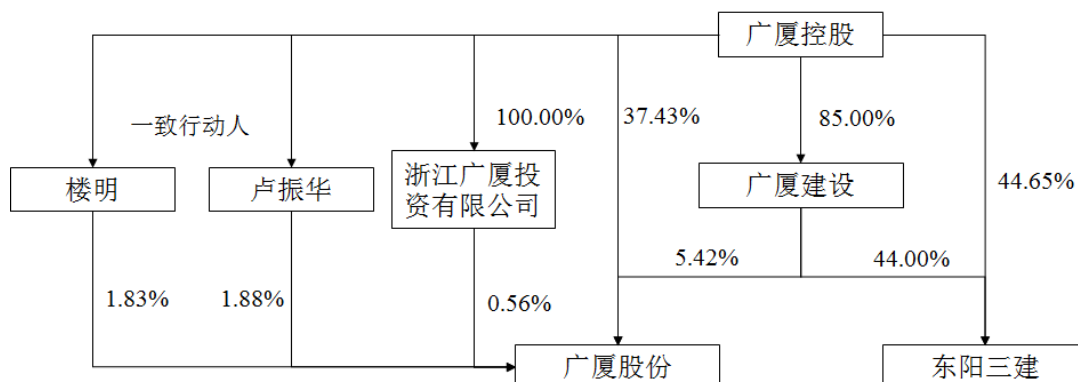 广厦控股
一致行动人
100.00%
37.43%
85.00%
44.65%
楼明
卢振华
浙江广厦投
资有限公司
广厦建设
5.42%
44.00%
1.83%
1.88%
0.56%
广厦股份
东阳三建